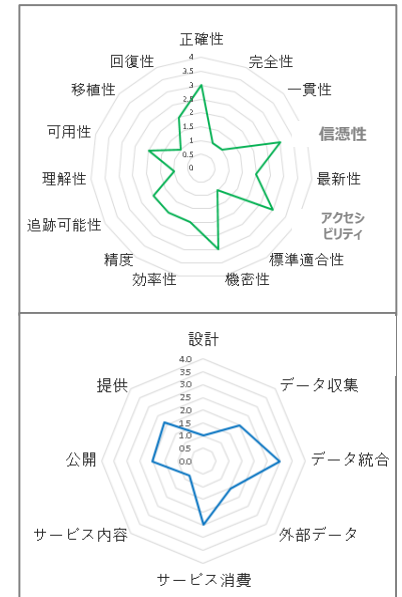 正確性
回復性
完全性
移植性
一貫性
可用性
信憑性
理解性
最新性
追跡可能性
アクセシ
ビリティ
精度
標準適合性
効率性
機密性
4
3.5
3
2.5
2
1.5
1
0.5
0
設計
提供
データ収集
公開
データ統合
サービス内容
外部データ
サービス消費
4.0
3.5
3.0
2.5
2.0
1.5
1.0
0.5
0.0